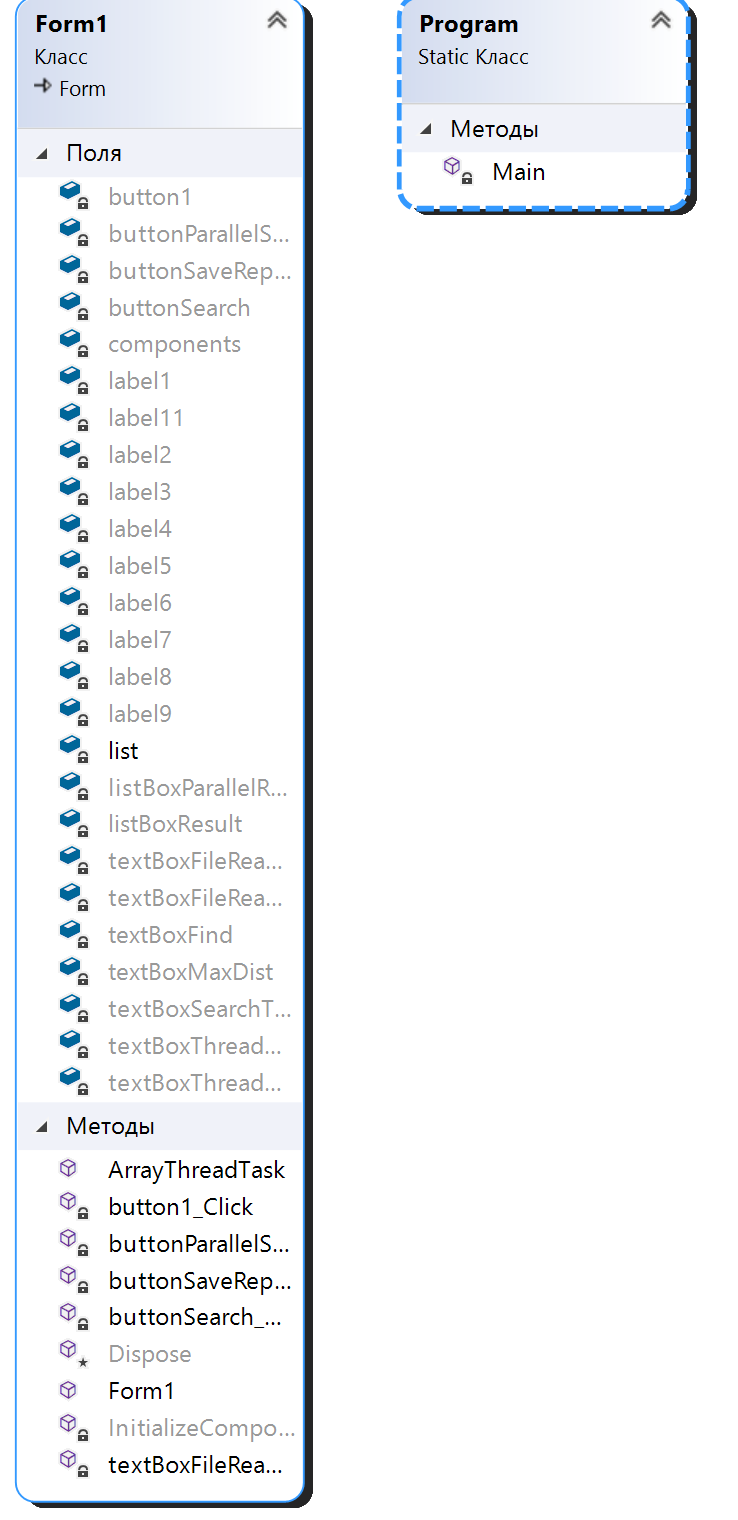 Form1
Класс
Form
Поля
button1
buttonParallelS...
buttonSaveRep...
buttonSearch
components
label1
label11
label2
label3
label4
label5
label6
label7
label8
label9
list
listBoxParallelR...
listBoxResult
textBoxFileRea...
textBoxFileRea...
textBoxFind
textBoxMaxDist
textBoxSearchT...
textBoxThread...
textBoxThread...
Методы
ArrayThreadTask
button1_Click
buttonParallelS...
buttonSaveRep...
buttonSearch_...
Dispose
Form1
InitializeCompo...
textBoxFileRea...
Program
Static Класс
Методы
Main